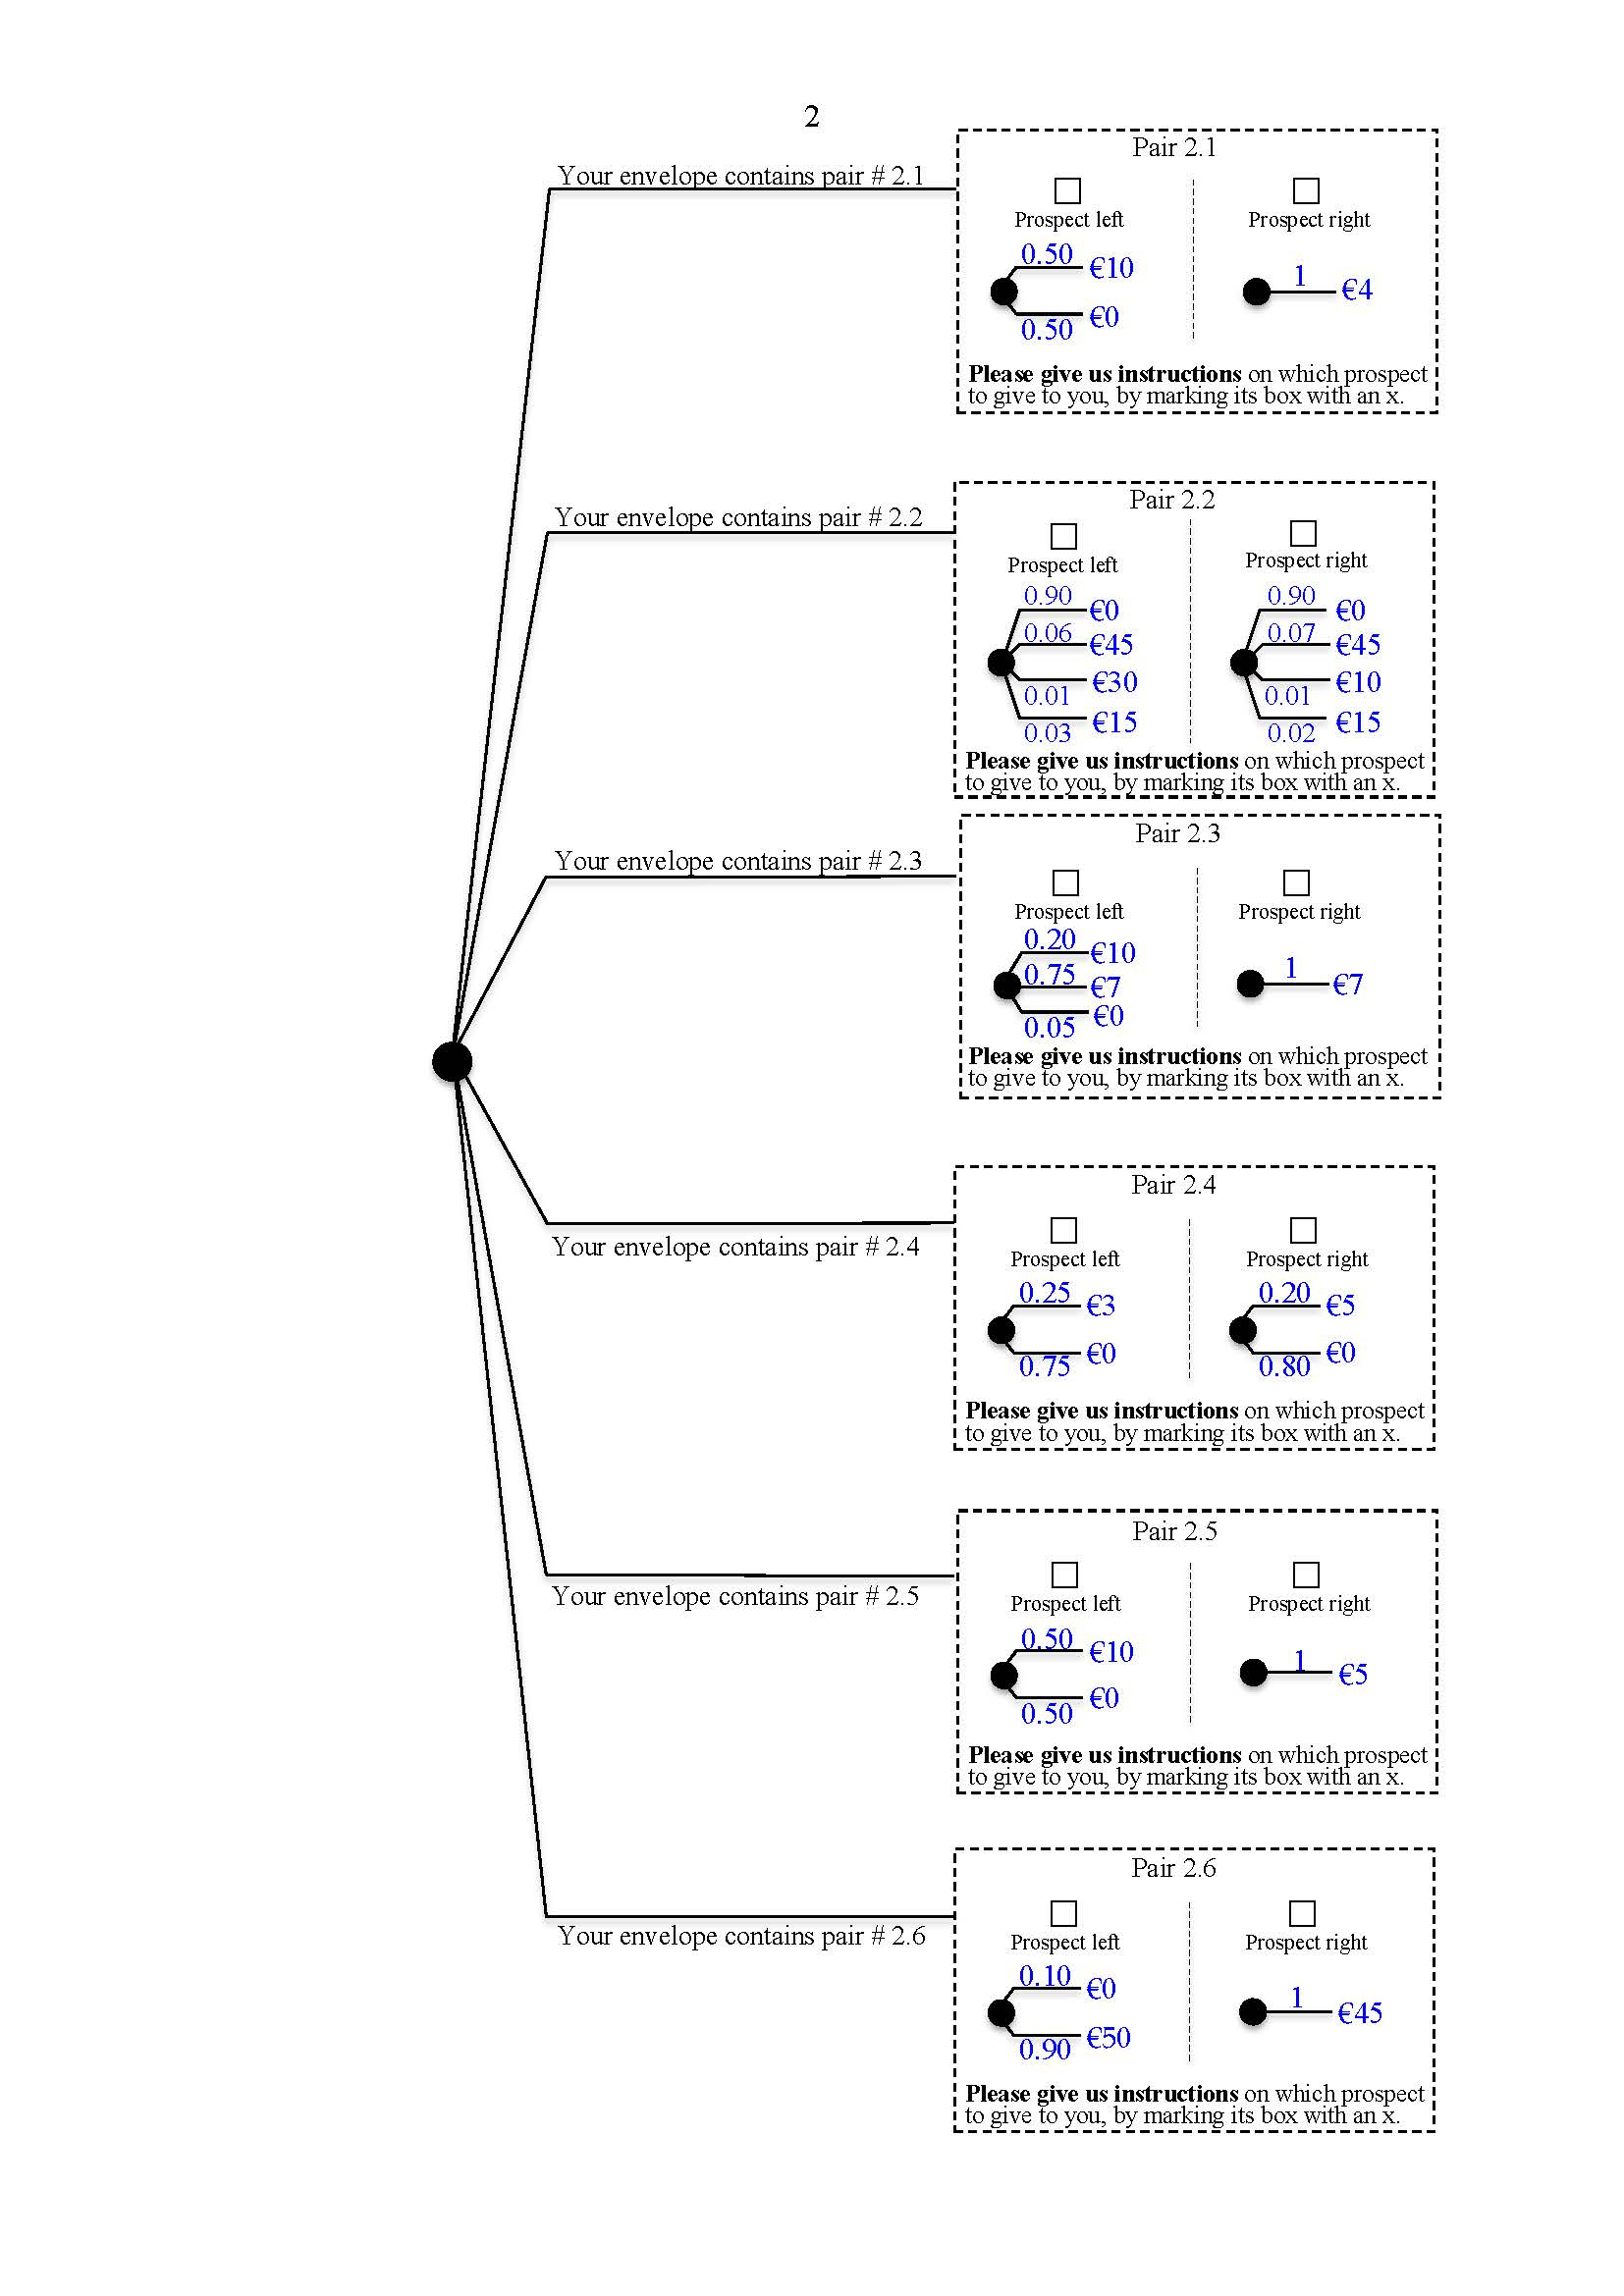 2
Your envelope contains pair # 2.1
Pair 2.1
Prospect left
Prospect right
0.50
€10
€0
0.50
1
€4
Please give us instructions on which prospect
to give to you, by marking its box with an x.
Your envelope contains pair # 2.2
Pair 2.2
Prospect left
Prospect right
0.90
€0
0.06
€45
€30
0.01
€15
0.03
0.90
€0
0.07
€45
€10
0.01
€15
0.02
Please give us instructions on which prospect
to give to you, by marking its box with an x.
Your envelope contains pair # 2.3
Pair 2.3
Prospect left
Prospect right
0.20
€10
0.75
€7
€0
0.05
1
€7
Please give us instructions on which prospect
to give to you, by marking its box with an x.
Your envelope contains pair # 2.4
Pair 2.4
Prospect left
Prospect right
0.25
€3
€0
0.75
0.20
€5
€0
0.80
Please give us instructions on which prospect
to give to you, by marking its box with an x.
Your envelope contains pair # 2.5
Pair 2.5
Prospect left
Prospect right
0.50
€10
€0
0.50
1
€5
Please give us instructions on which prospect
to give to you, by marking its box with an x.
Your envelope contains pair # 2.6
Pair 2.6
Prospect left
Prospect right
0.10
€0
€50
0.90
1
€45
Please give us instructions on which prospect
to give to you, by marking its box with an x.